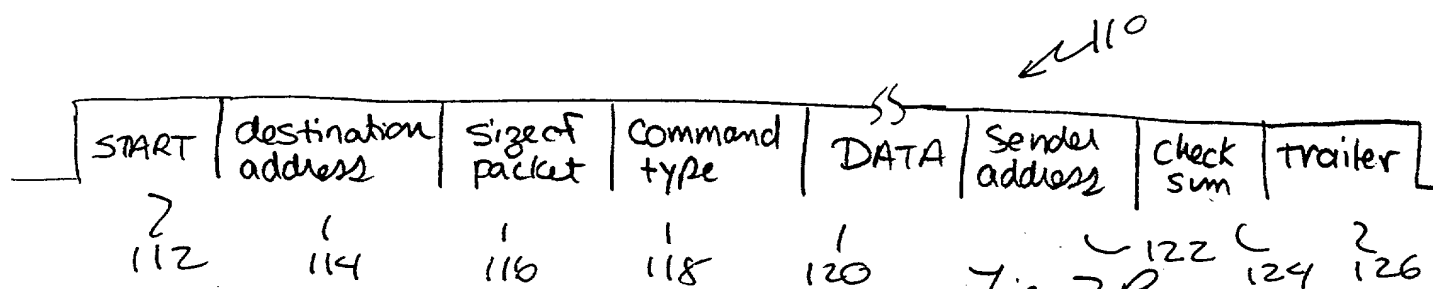 110
START destination address size of packet command type DATA sender address check sum trailer
112 114 116 118 120 122 124 126